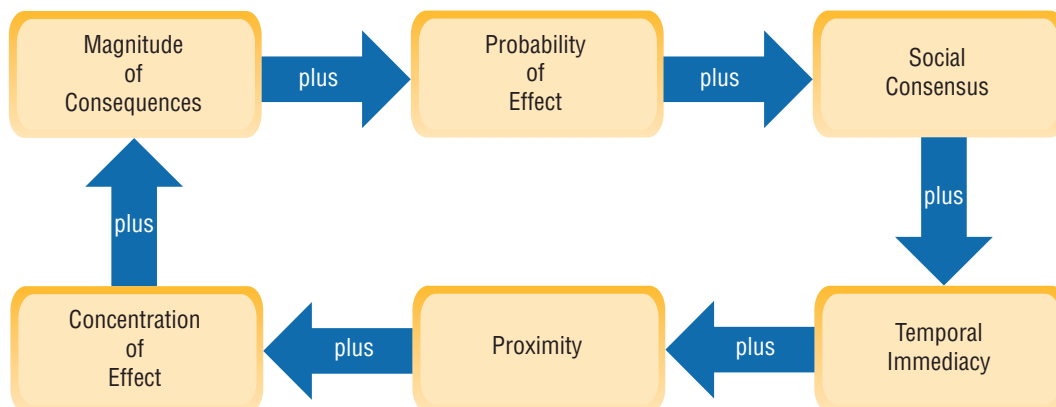 Magnitude
of
Consequences
plus
Probability
of
Effect
plus
Social
Consensus
plus
Temporal
Immediacy
plus
Proximity
plus
Concentration
of
Effect
plus